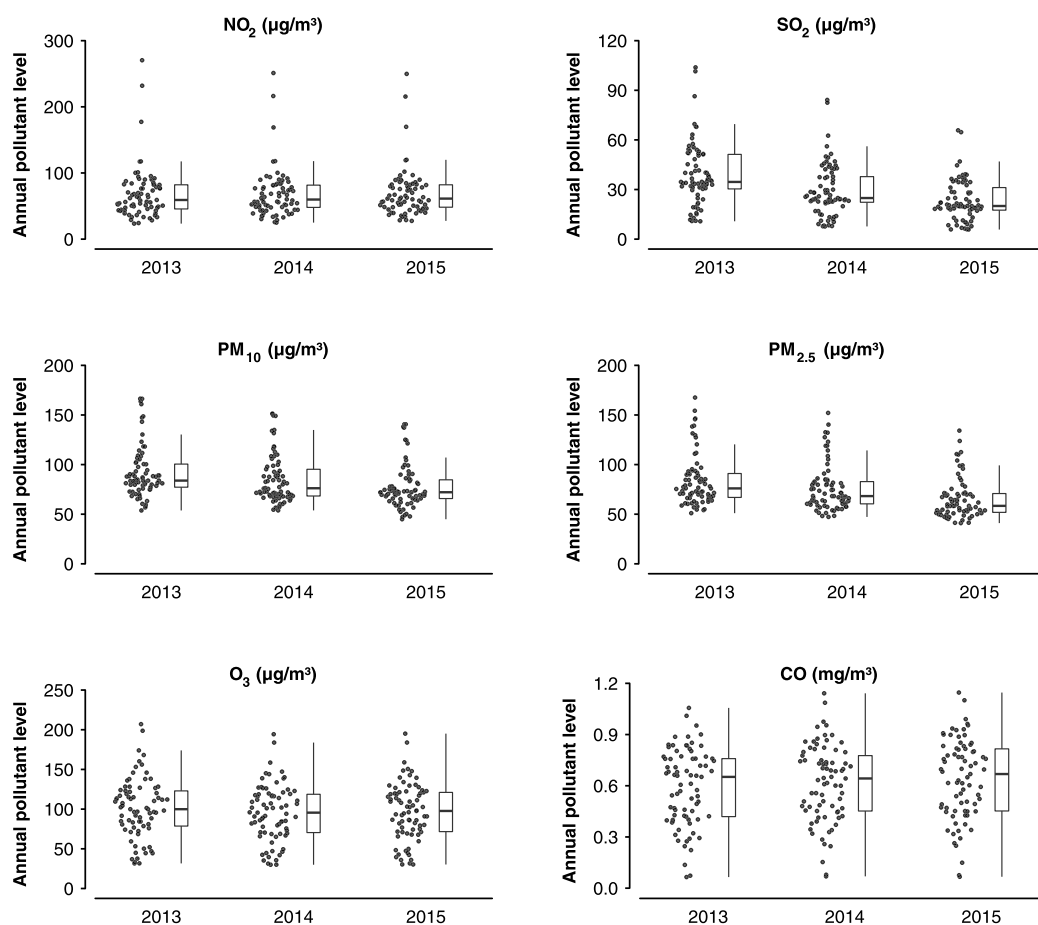 NO2 (µg/m³)
Annual pollutant level
300
200
100
0
2013 2014 2015
SO2 (µg/m³)
Annual pollutant level
120
90
60
30
0
2013 2014 2015
PM10 (µg/m³)
Annual pollutant level
200
150
100
50
0
2013 2014 2015
PM2.5 (µg/m³)
Annual pollutant level
200
150
100
50
0
2013 2014 2015
O3 (µg/m³)
Annual pollutant level
250
200
150
100
50
0
2013 2014 2015
CO (mg/m³)
Annual pollutant level
1.2
0.9
0.6
0.3
0.0
2013 2014 2015